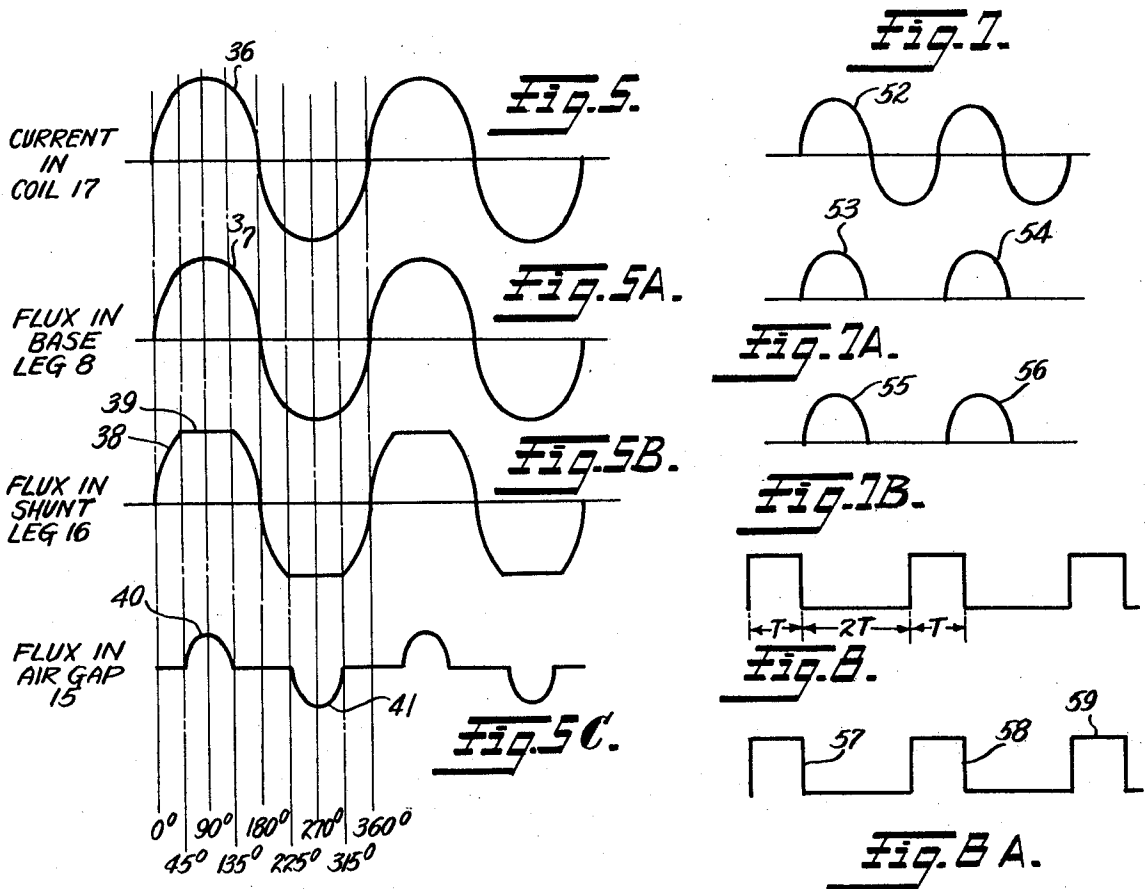 36
Fig. 5.
CURRENT
IN
COIL 17
37
Fig. 5A.
FLUX IN
BASE
LEG 8
39
38
Fig. 5B.
FLUX IN
SHUNT
LEG 16
40
FLUX IN
AIR GAP
15
41
Fig. 5C.
0° 90° 180° 270° 360°
45° 135° 225° 315°
Fig. 7.
52
53
54
Fig. 7A.
55
56
Fig. 7B.
T 2T T
Fig. 8.
57
58
59
Fig. 8A.